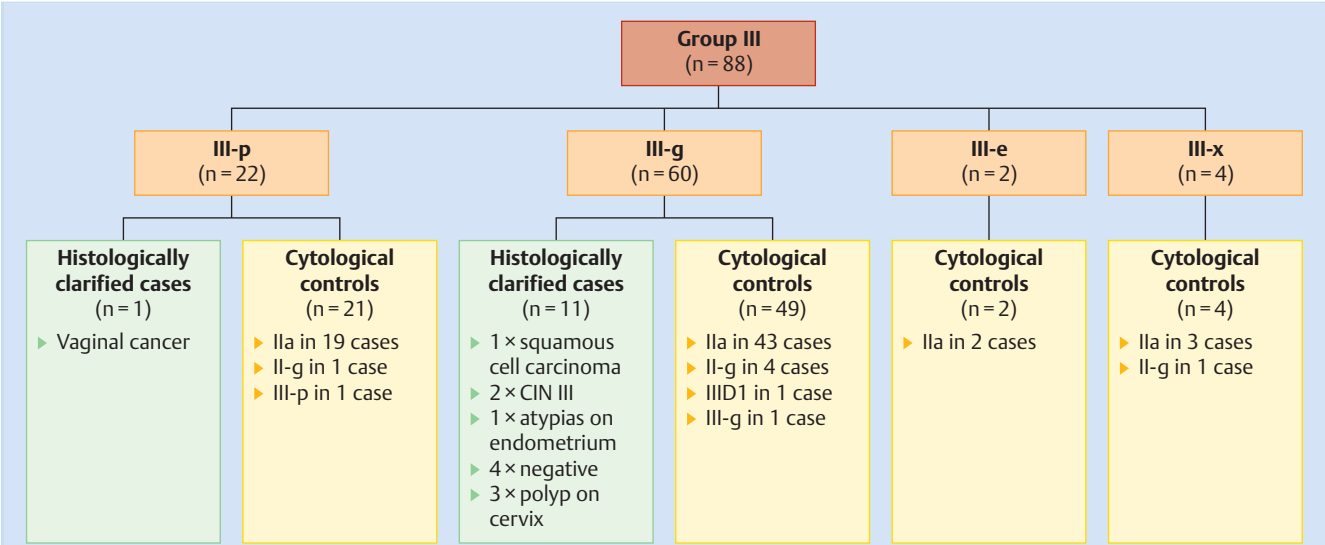 Group III
(n = 88)
III-p
(n = 22)
III-g
(n = 60)
III-e
(n = 2)
III-x
(n = 4)
Histologically
clarified cases
(n = 1)
Vaginal cancer
Cytological
controls
(n = 21)
IIa in 19 cases
II-g in 1 case
III-p in 1 case
Histologically
clarified cases
(n = 11)
1 × squamous
cell carcinoma
2 × CIN III
1 × atypias on
endometrium
4 × negative
3 × polyp on
cervix
Cytological
controls
(n = 49)
IIa in 43 cases
II-g in 4 cases
IIID1 in 1 case
III-g in 1 case
Cytological
controls
(n = 2)
IIa in 2 cases
Cytological
controls
(n = 4)
IIa in 3 cases
II-g in 1 case